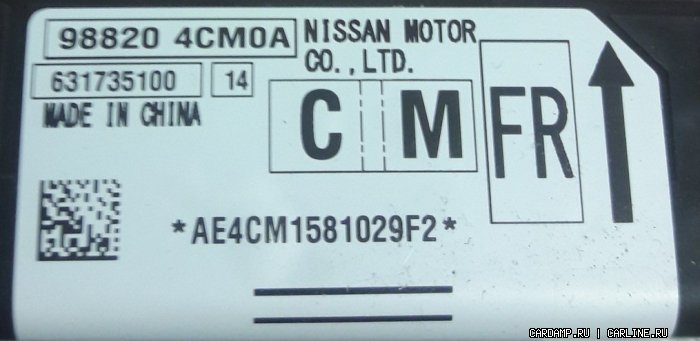 98820 4CM0A
NISSAN MOTOR
CO.,LTD.
631735100 14
MADE IN CHINA
C M
FR
*AE4CM1581029F2*
CARDAMP.RU | CARLINE.RU